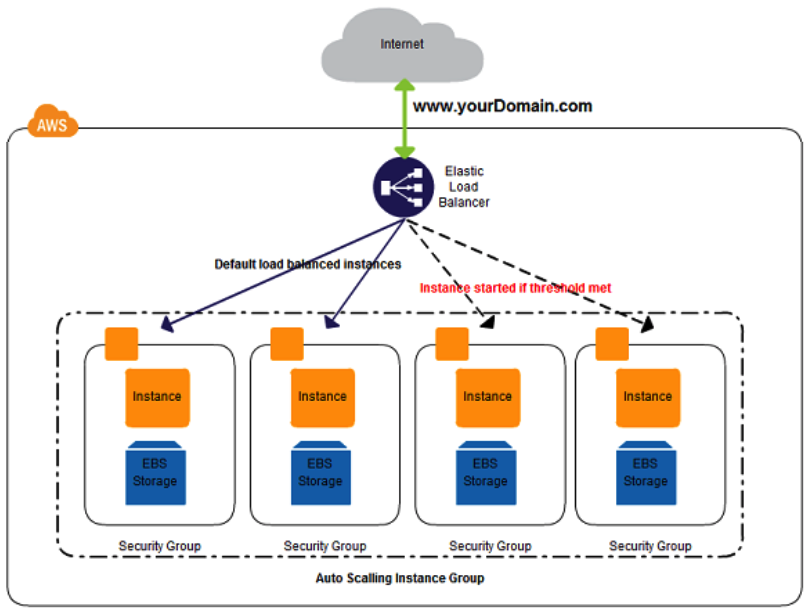 Internet
www.yourDomain.com
AWS
Elastic
Load
Balancer
Default load balanced instances
Instance started if threshold met
Instance
Instance
Instance
Instance
EBS
Storage
EBS
Storage
EBS
Storage
EBS
Storage
Security Group
Security Group
Security Group
Security Group
Auto Scalling Instance Group